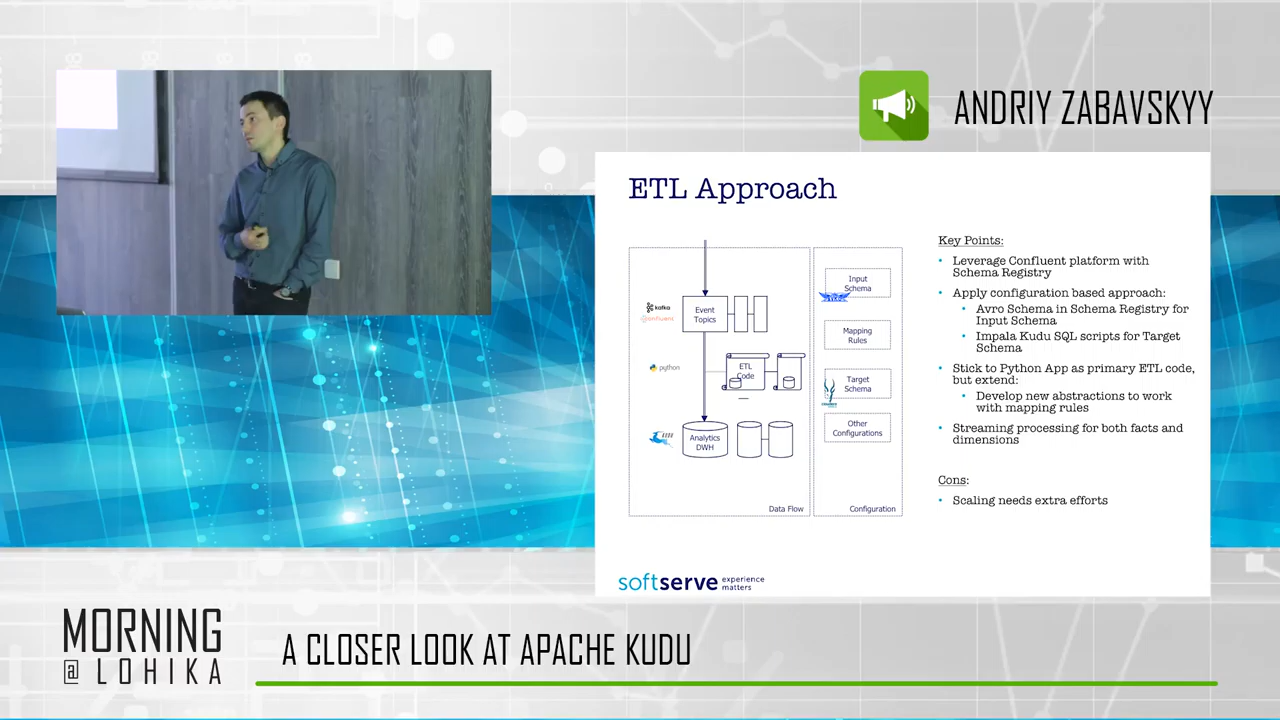 ANDRIY ZABAVSKYY
ETL Approach
kafka
confluent
Event
Topics
python
ETL
Code
Analytics
DWH
Data Flow
Input
Schema
Mapping
Rules
Target
Schema
Other
Configurations
Configuration
Key Points:
• Leverage Confluent platform with
Schema Registry
• Apply configuration based approach:
• Avro Schema in Schema Registry for
Input Schema
• Impala Kudu SQL scripts for Target
Schema
• Stick to Python App as primary ETL code,
but extend:
• Develop new abstractions to work
with mapping rules
• Streaming processing for both facts and
dimensions
Cons:
• Scaling needs extra efforts
softserve experience
matters
MORNING
@ LOHIKA
A CLOSER LOOK AT APACHE KUDU